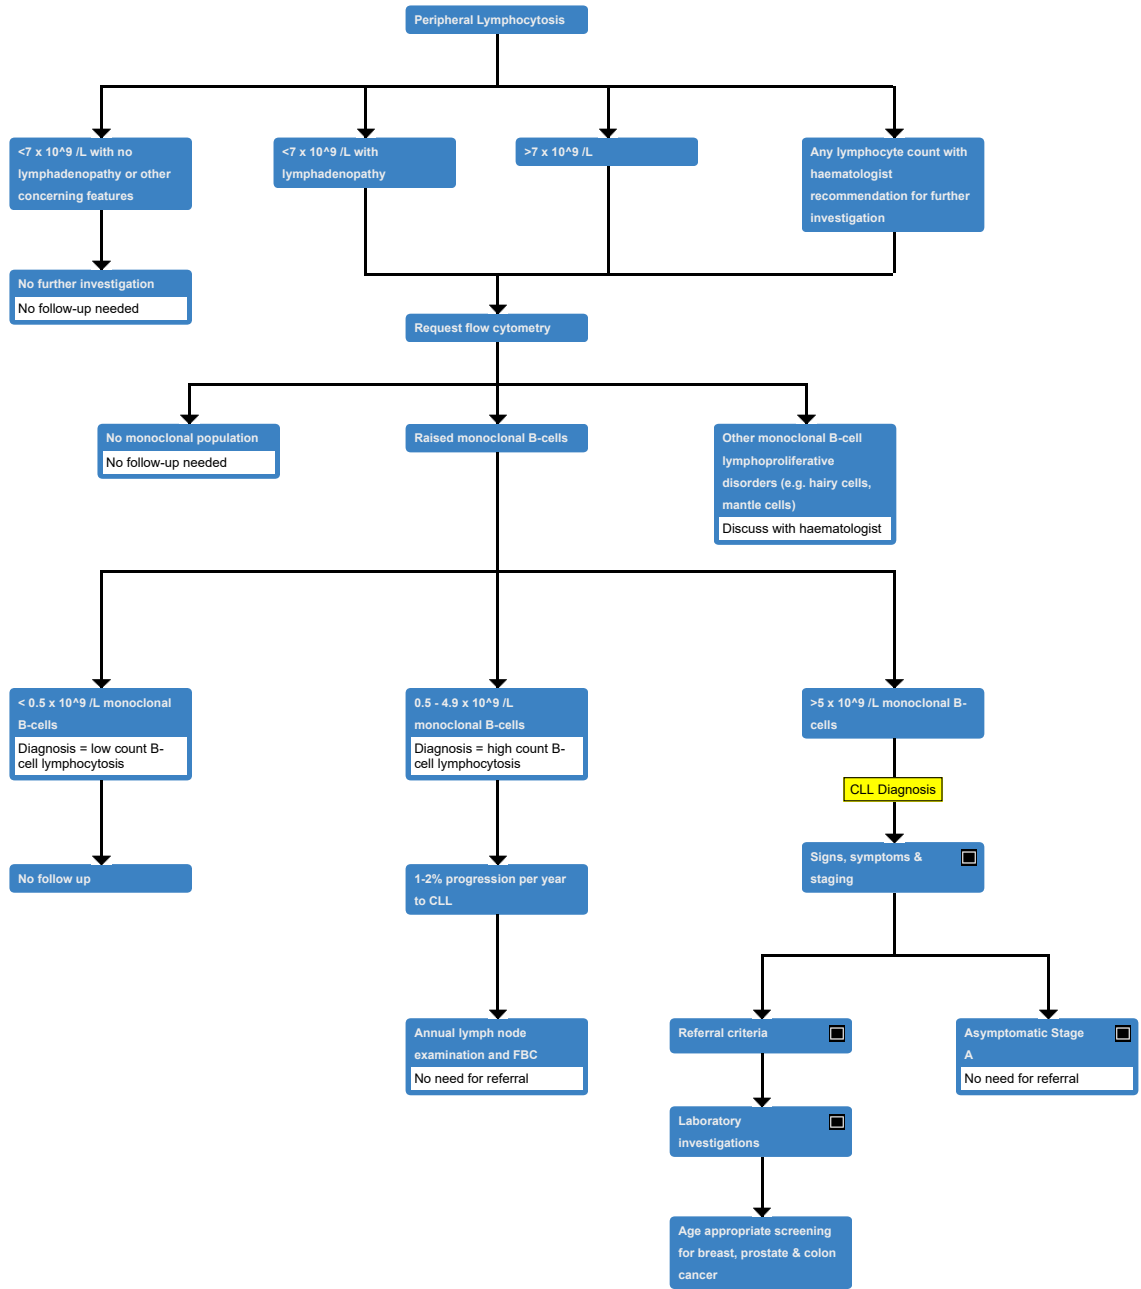 Peripheral Lymphocytosis
<7 x 10^9 /L with no
lymphadenopathy or other
concerning features
<7 x 10^9 /L with
lymphadenopathy
>7 x 10^9 /L
Any lymphocyte count with
haematologist
recommendation for further
investigation
No further investigation
No follow-up needed
Request flow cytometry
No monoclonal population
No follow-up needed
Raised monoclonal B-cells
Other monoclonal B-cell
lymphoproliferative
disorders (e.g. hairy cells,
mantle cells)
Discuss with haematologist
< 0.5 x 10^9 /L monoclonal
B-cells
Diagnosis = low count B-
cell lymphocytosis
0.5 - 4.9 x 10^9 /L
monoclonal B-cells
Diagnosis = high count B-
cell lymphocytosis
>5 x 10^9 /L monoclonal B-
cells
CLL Diagnosis
No follow up
1-2% progression per year
to CLL
Signs, symptoms &
staging
Annual lymph node
examination and FBC
No need for referral
Referral criteria
Asymptomatic Stage
A
No need for referral
Laboratory
investigations
Age appropriate screening
for breast, prostate & colon
cancer